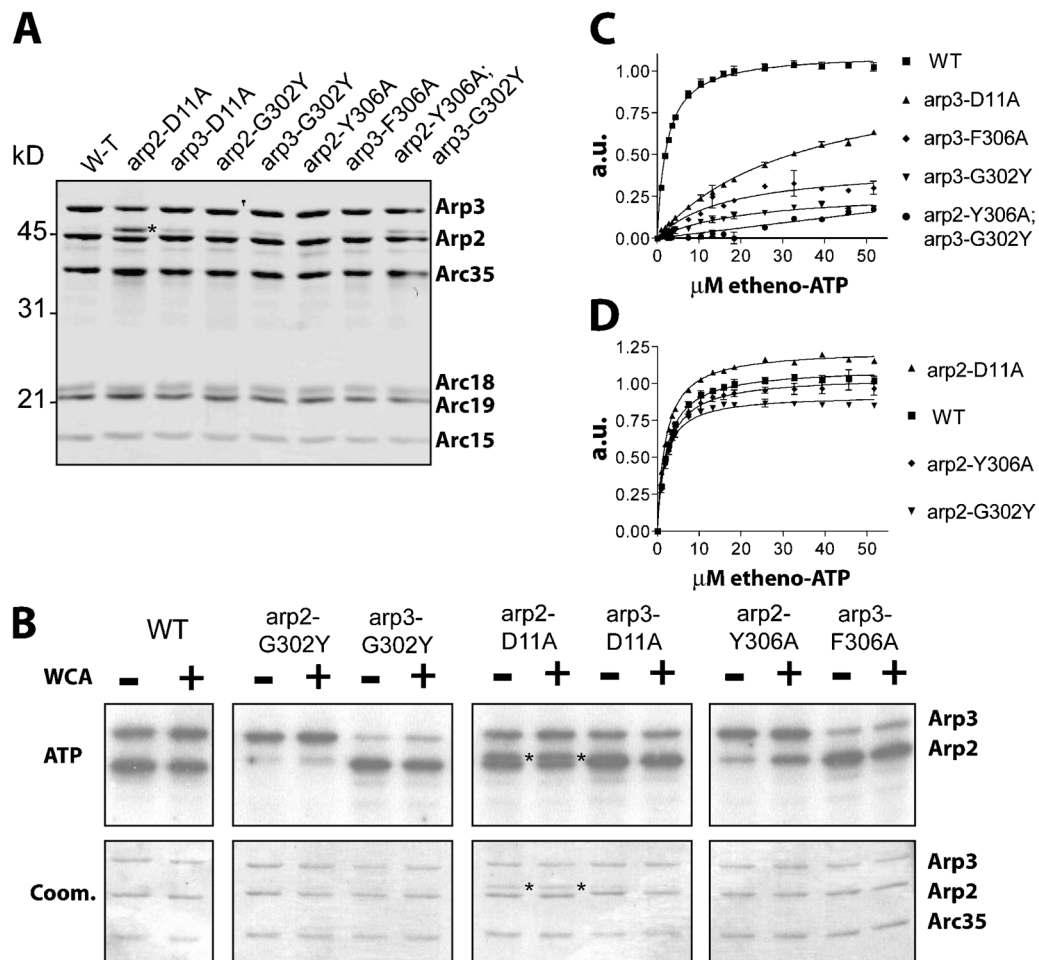 A
kD
W-T
arp2-D11A
arp3-D11A
arp2-G302Y
arp3-G302Y
arp2-Y306A
arp3-F306A
arp2-Y306A;
arp3-G302Y
45
31
21
*
Arp3
Arp2
Arc35
Arc18
Arc19
Arc15
C
a.u.
1.00
0.75
0.50
0.25
0.00
0 10 20 30 40 50
μM etheno-ATP
WT
arp3-D11A
arp3-F306A
arp3-G302Y
arp2-Y306A;
arp3-G302Y
D
a.u.
1.25
1.00
0.75
0.50
0.25
0.00
0 10 20 30 40 50
μM etheno-ATP
arp2-D11A
WT
arp2-Y306A
arp2-G302Y
B
WT
arp2-
G302Y
arp3-
G302Y
arp2-
D11A
arp3-
D11A
arp2-
Y306A
arp3-
F306A
WCA - + - + - + - + - + - + - +
ATP
* *
Arp3
Arp2
Coom.
* *
Arp3
Arp2
Arc35